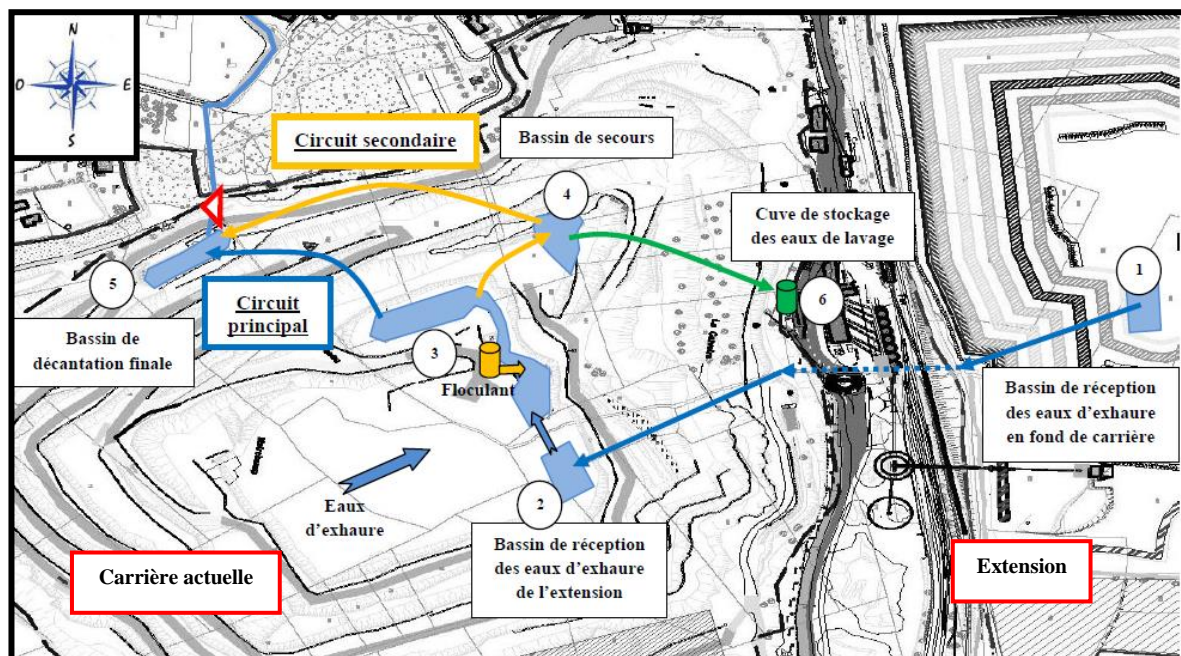 N
O
E
S
Circuit secondaire
Bassin de secours
4
Cuve de stockage
des eaux de lavage
1
5
Circuit
principal
6
Bassin de
décantation finale
3
Floculant
Bassin de réception
des eaux d’exhaure
en fond de carrière
Eaux
d’exhaure
2
Bassin de réception
des eaux d’exhaure
de l’extension
Carrière actuelle
Extension